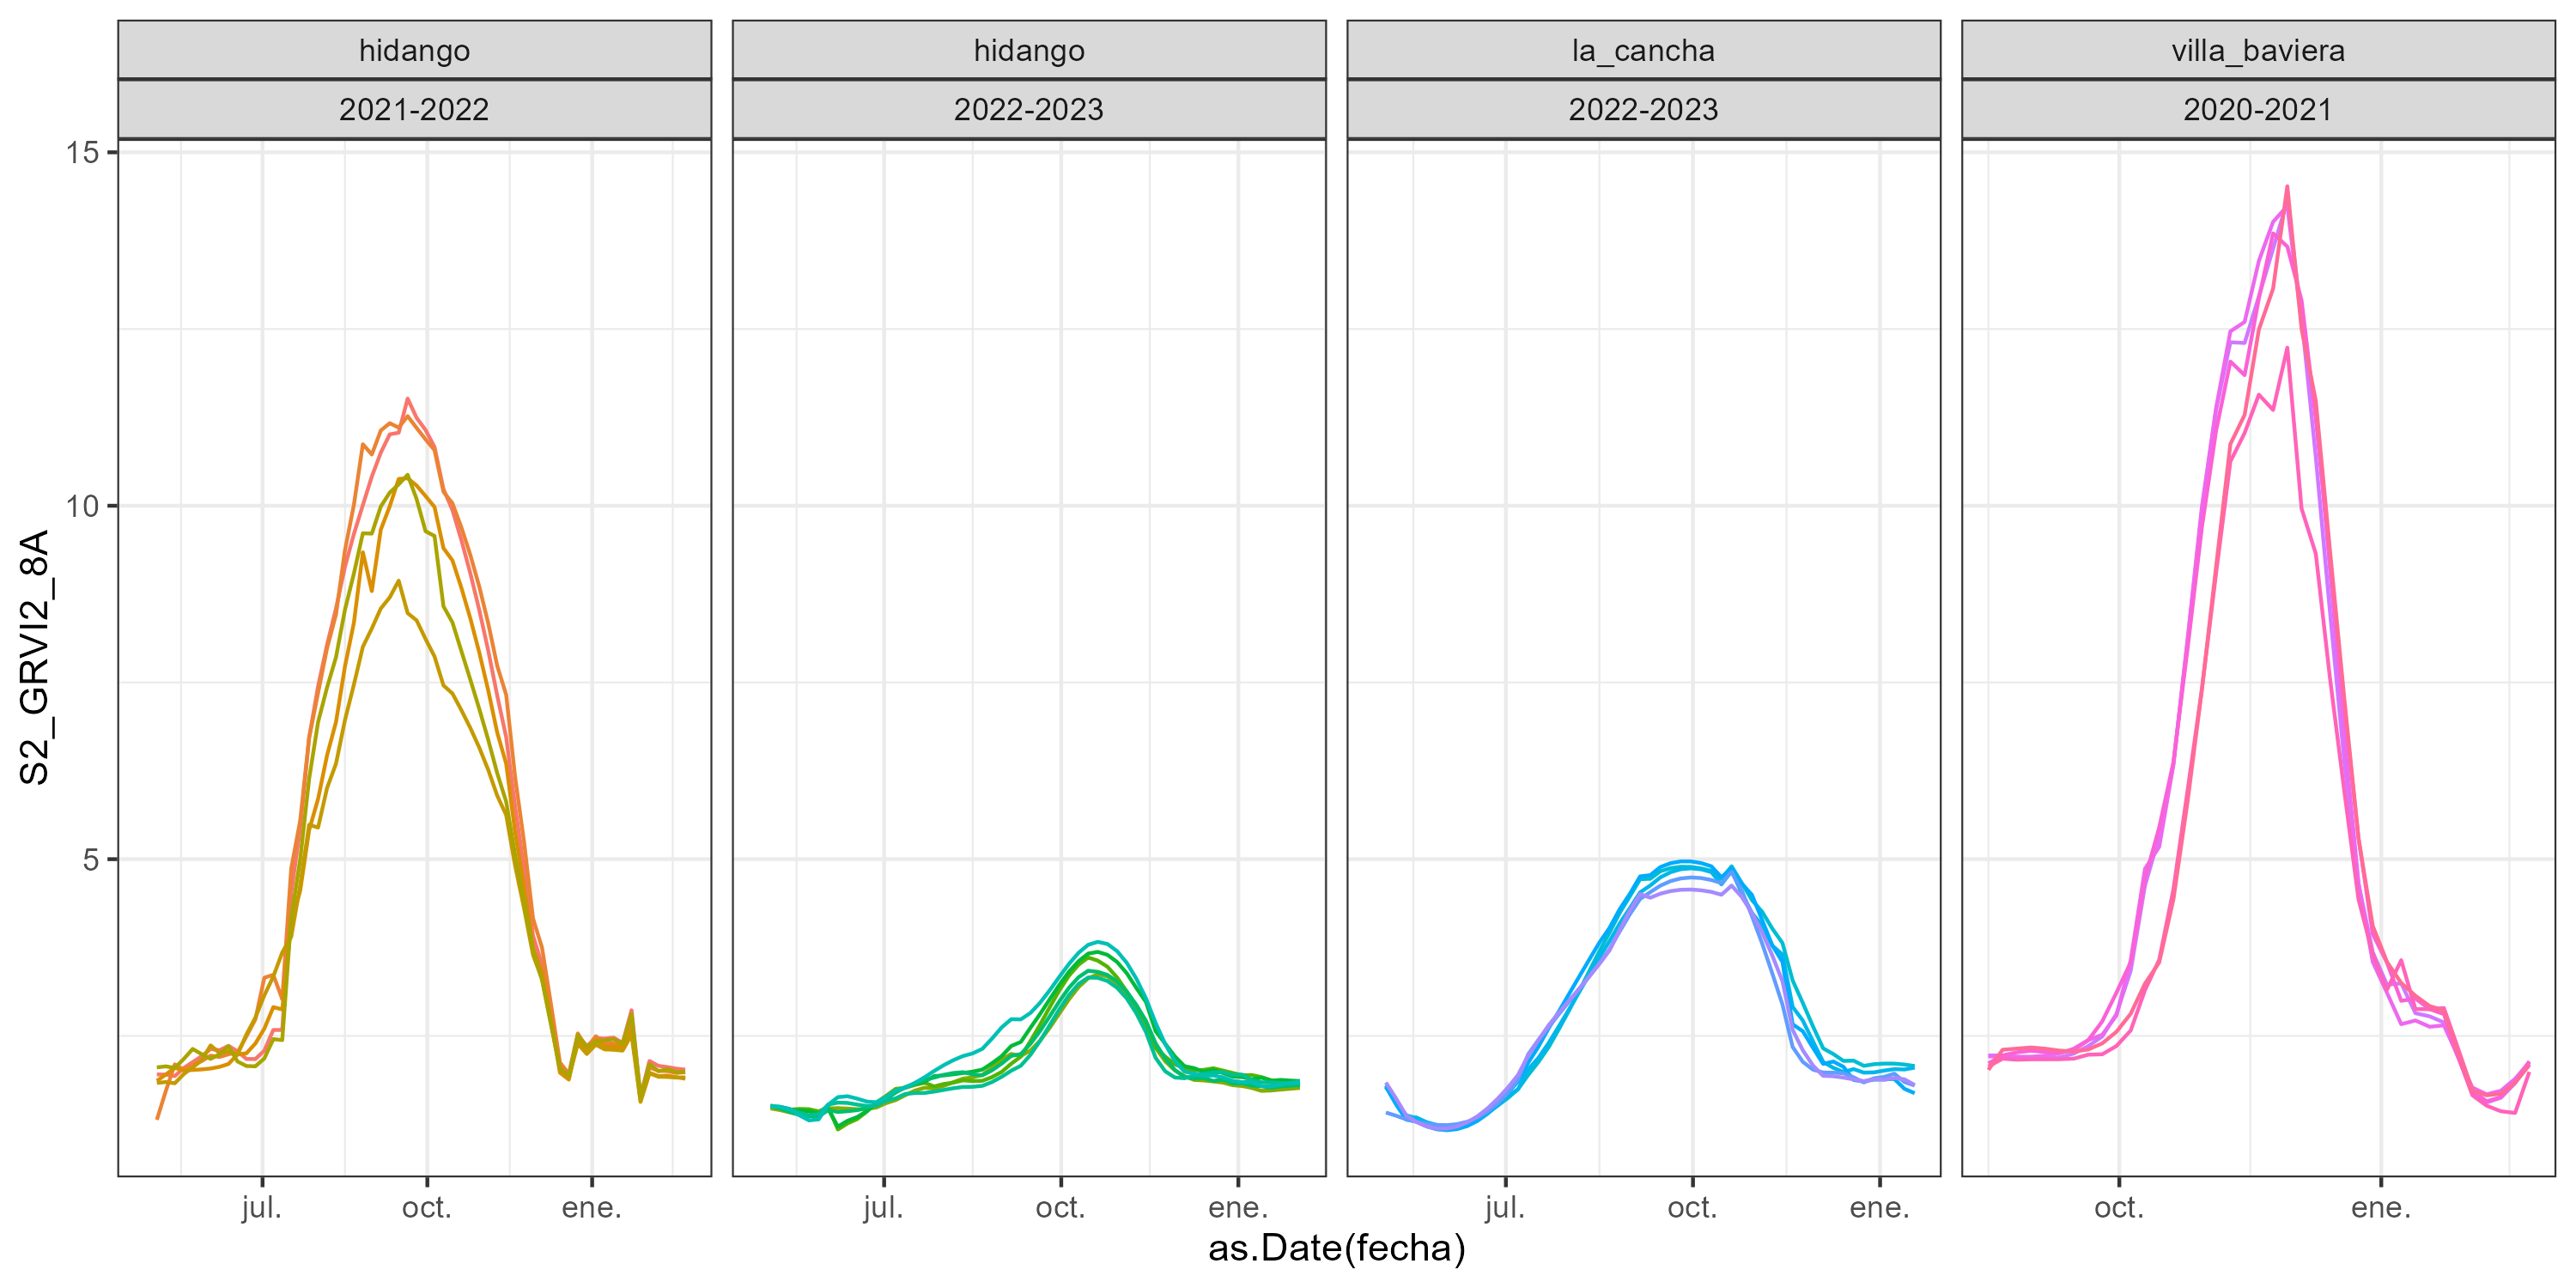 hidango hidango la_cancha villa_baviera
2021-2022 2022-2023 2022-2023 2020-2021
15
10
5
S2_GRVI2_8A
jul. oct. ene. jul. oct. ene. jul. oct. ene. oct. ene.
as.Date(fecha)